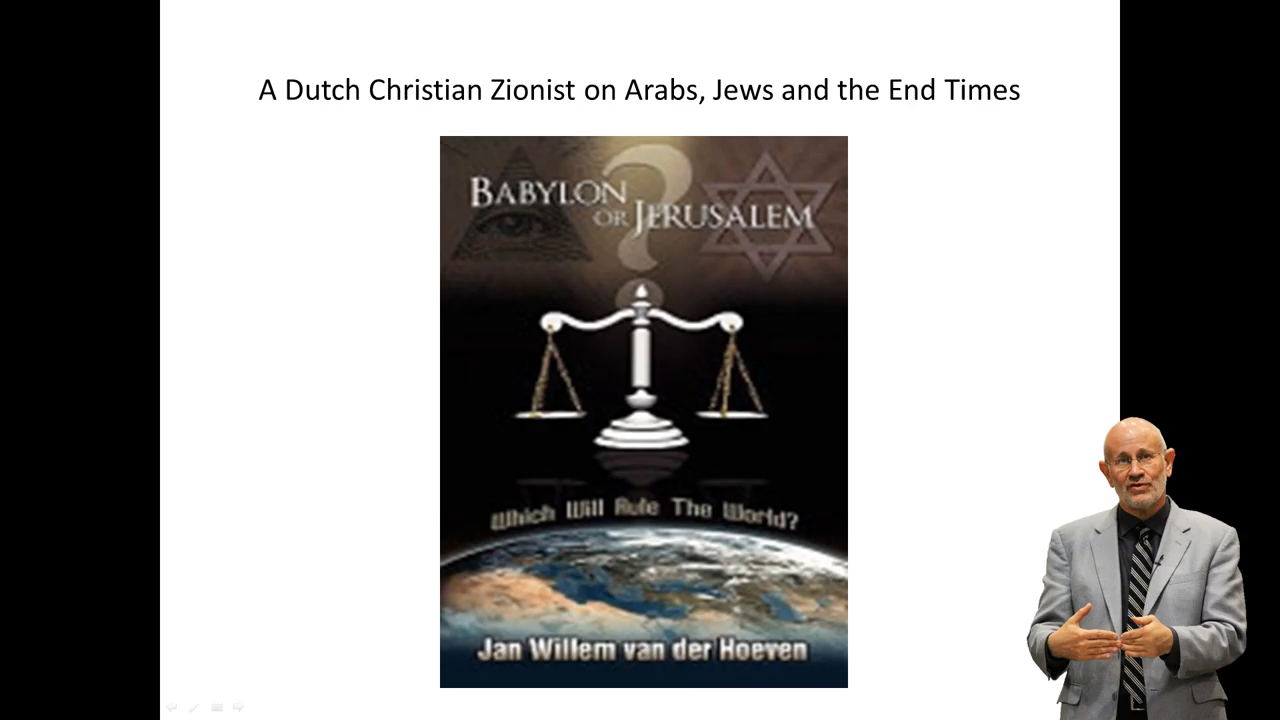 A Dutch Christian Zionist on Arabs, Jews and the End Times
BABYLON
OR JERUSALEM
?
Which Will Rule The World?
Jan Willem van der Hoeven